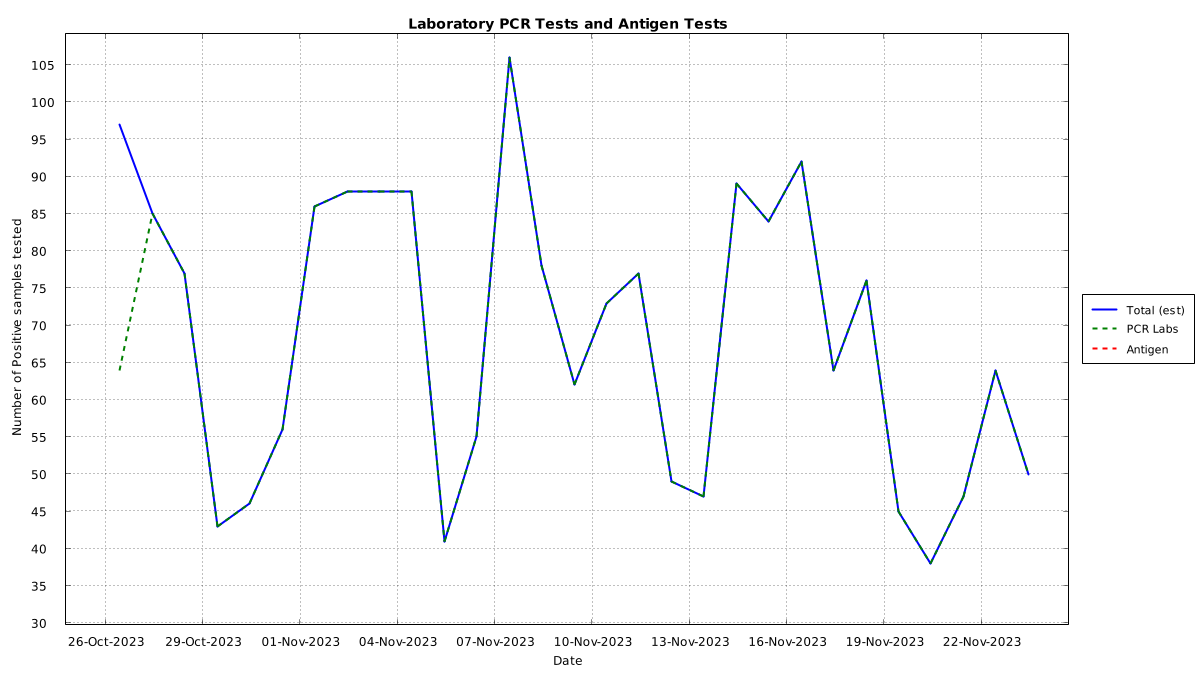 Laboratory PCR Tests and Antigen Tests
Number of Positive samples tested
105
100
95
90
85
80
75
70
65
60
55
50
45
40
35
30
26-Oct-2023 29-Oct-2023 01-Nov-2023 04-Nov-2023 07-Nov-2023 10-Nov-2023 13-Nov-2023 16-Nov-2023 19-Nov-2023 22-Nov-2023
Date
Total (est)
PCR Labs
Antigen